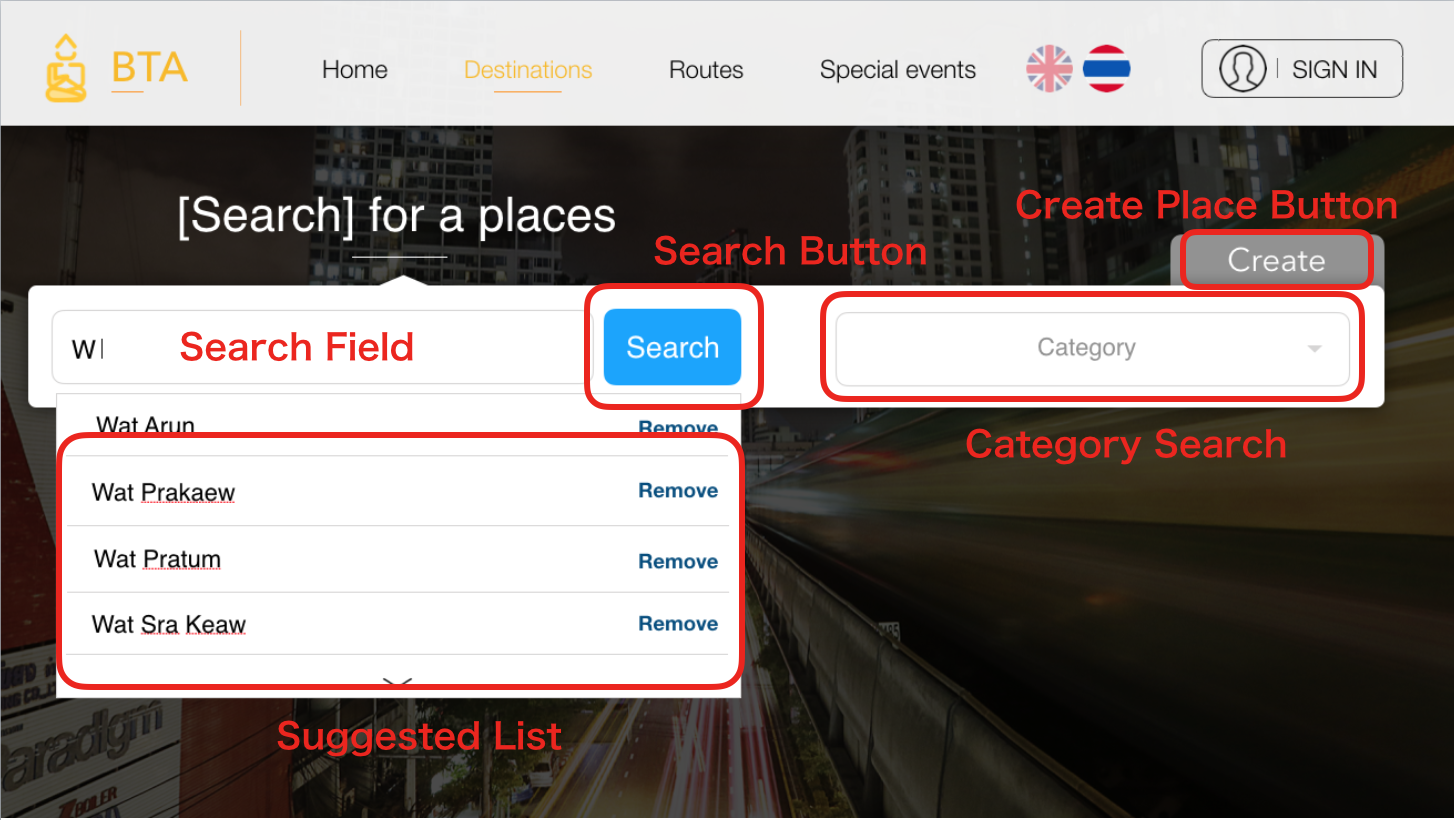 BTA
Home
Destinations
Routes
Special events
SIGN IN
[Search] for a places
Create Place Button
Search Button
Create
W
Search Field
Search
Category
Wat Arun
Remove
Category Search
Wat Prakaew
Remove
Wat Pratum
Remove
Wat Sra Keaw
Remove
Suggested List
Paradigm
BOILER